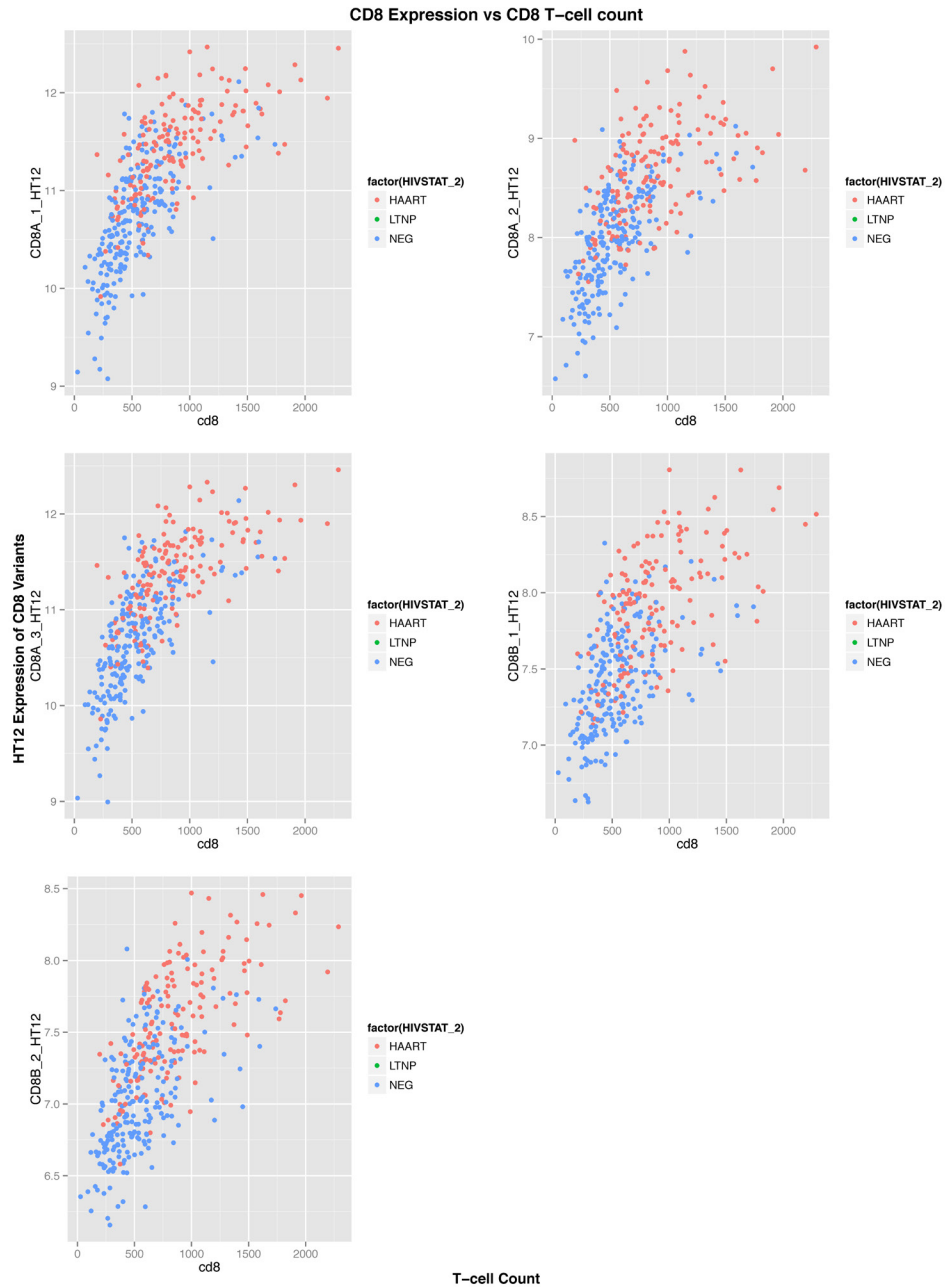 CD8 Expression vs CD8 T-cell count
CD8A_1_HT12
12
11
10
9
0 500 1000 1500 2000
cd8
factor(HIVSTAT_2)
HAART
LTNP
NEG
CD8A_2_HT12
10
9
8
7
0 500 1000 1500 2000
cd8
factor(HIVSTAT_2)
HAART
LTNP
NEG
HT12 Expression of CD8 Variants
CD8A_3_HT12
12
11
10
9
0 500 1000 1500 2000
cd8
factor(HIVSTAT_2)
HAART
LTNP
NEG
CD8B_1_HT12
8.5
8.0
7.5
7.0
0 500 1000 1500 2000
cd8
factor(HIVSTAT_2)
HAART
LTNP
NEG
CD8B_2_HT12
8.5
8.0
7.5
7.0
6.5
0 500 1000 1500 2000
cd8
factor(HIVSTAT_2)
HAART
LTNP
NEG
T-cell Count